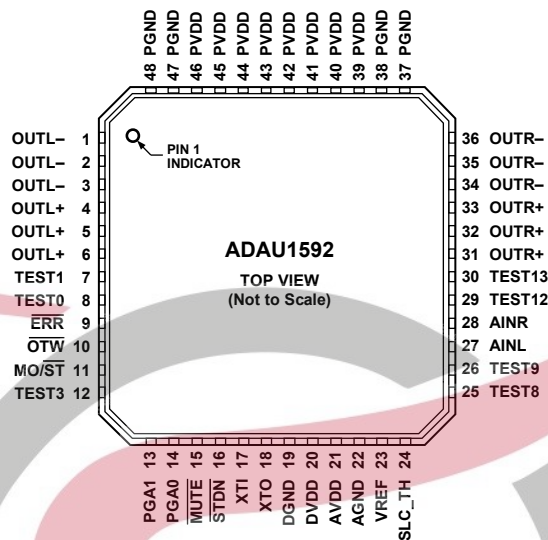 48 PGND
47 PGND
46 PVDD
45 PVDD
44 PVDD
43 PVDD
42 PVDD
41 PVDD
40 PVDD
39 PVDD
38 PGND
37 PGND
OUTL– 1
OUTL– 2
OUTL– 3
OUTL+ 4
OUTL+ 5
OUTL+ 6
TEST1 7
TEST0 8
ERR 9
OTW 10
MO/ST 11
TEST3 12
PIN 1
INDICATOR
ADAU1592
TOP VIEW
(Not to Scale)
36 OUTR–
35 OUTR–
34 OUTR–
33 OUTR+
32 OUTR+
31 OUTR+
30 TEST13
29 TEST12
28 AINR
27 AINL
26 TEST9
25 TEST8
PGA1 13
PGA0 14
MUTE 15
STDN 16
XTI 17
XTO 18
DGND 19
DVDD 20
AVDD 21
AGND 22
VREF 23
SLC_TH 24